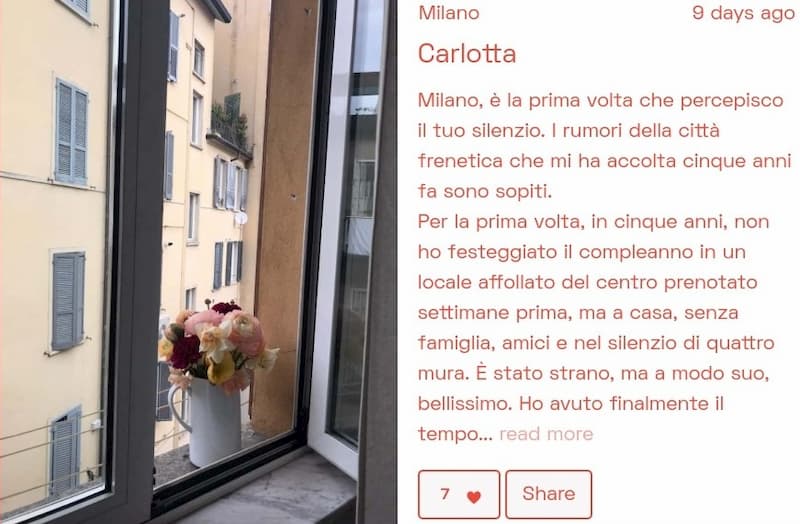 Milano 9 days ago
Carlotta
Milano, è la prima volta che percepisco
il tuo silenzio. I rumori della città
frenetica che mi ha accolta cinque anni
fa sono sopiti.
Per la prima volta, in cinque anni, non
ho festeggiato il compleanno in un
locale affollato del centro prenotato
settimane prima, ma a casa, senza
famiglia, amici e nel silenzio di quattro
mura. È stato strano, ma a modo suo,
bellissimo. Ho avuto finalmente il
tempo... read more
7 Share